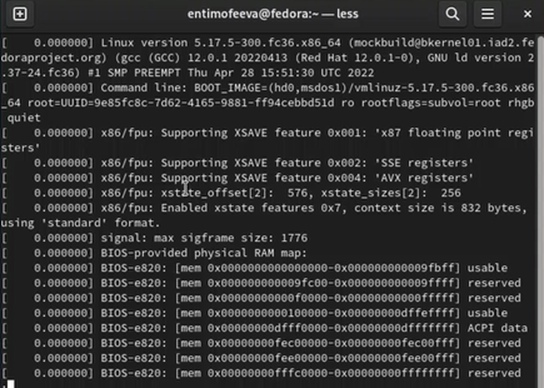 entimofeeva@fedora:~ — less
[    0.000000] Linux version 5.17.5-300.fc36.x86_64 (mockbuild@bkernel01.iad2.fe
doraproject.org) (gcc (GCC) 12.0.1 20220413 (Red Hat 12.0.1-0), GNU ld version 2
.37-24.fc36) #1 SMP PREEMPT Thu Apr 28 15:51:30 UTC 2022
[    0.000000] Command line: BOOT_IMAGE=(hd0,msdos1)/vmlinuz-5.17.5-300.fc36.x86
_64 root=UUID=9e85fc8c-7d62-4165-9881-ff94cebbd51d ro rootflags=subvol=root rhgb
 quiet
[    0.000000] x86/fpu: Supporting XSAVE feature 0x001: 'x87 floating point regi
sters'
[    0.000000] x86/fpu: Supporting XSAVE feature 0x002: 'SSE registers'
[    0.000000] x86/fpu: Supporting XSAVE feature 0x004: 'AVX registers'
[    0.000000] x86/fpu: xstate_offset[2]:  576, xstate_sizes[2]:  256
[    0.000000] x86/fpu: Enabled xstate features 0x7, context size is 832 bytes,
using 'standard' format.
[    0.000000] signal: max sigframe size: 1776
[    0.000000] BIOS-provided physical RAM map:
[    0.000000] BIOS-e820: [mem 0x0000000000000000-0x000000000009fbff] usable
[    0.000000] BIOS-e820: [mem 0x000000000009fc00-0x000000000009ffff] reserved
[    0.000000] BIOS-e820: [mem 0x00000000000f0000-0x00000000000fffff] reserved
[    0.000000] BIOS-e820: [mem 0x0000000000100000-0x00000000dffeffff] usable
[    0.000000] BIOS-e820: [mem 0x00000000dfff0000-0x00000000dfffffff] ACPI data
[    0.000000] BIOS-e820: [mem 0x00000000fec00000-0x00000000fec00fff] reserved
[    0.000000] BIOS-e820: [mem 0x00000000fee00000-0x00000000fee00fff] reserved
[    0.000000] BIOS-e820: [mem 0x00000000fffc0000-0x00000000ffffffff] reserved
: